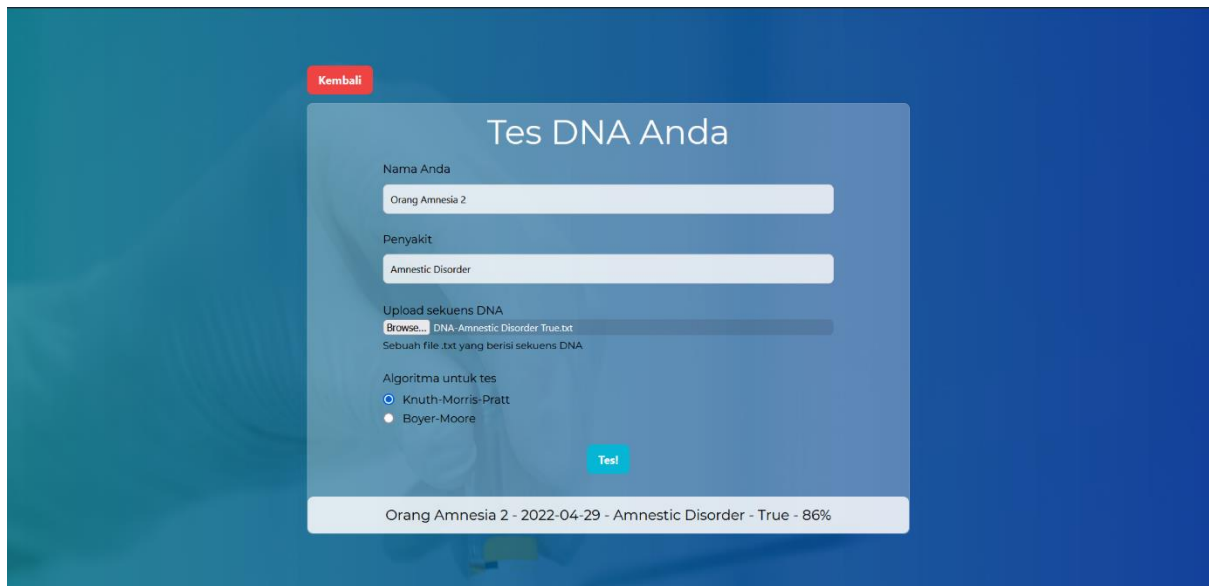 Kembali
Tes DNA Anda
Nama Anda
Orang Amnesia 2
Penyakit
Amnestic Disorder
Upload sekuens DNA
Browse... DNA-Amnestic Disorder True.txt
Sebuah file .txt yang berisi sekuens DNA
Algoritma untuk tes
Knuth-Morris-Pratt
Boyer-Moore
Tes!
Orang Amnesia 2 - 2022-04-29 - Amnestic Disorder - True - 86%